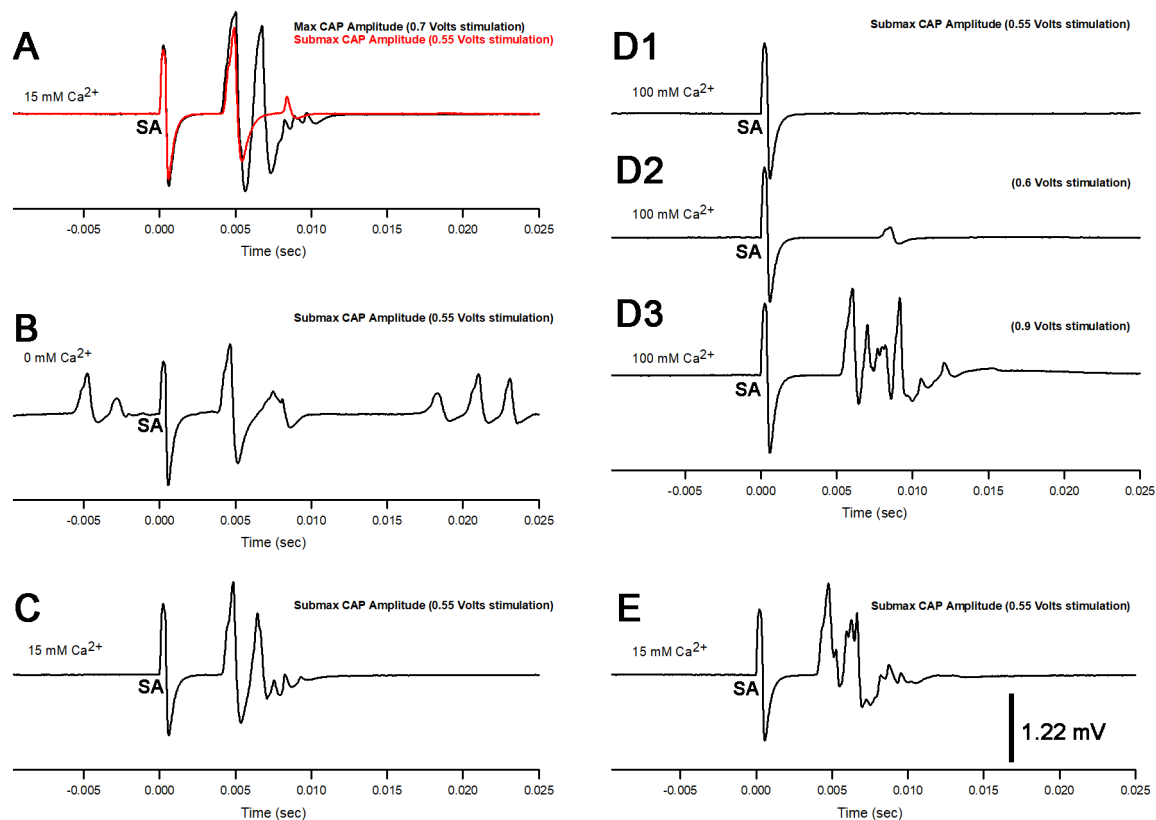 A
Max CAP Amplitude (0.7 Volts stimulation)
Submax CAP Amplitude (0.55 Volts stimulation)
15 mM Ca2+
SA
-0.005 0.000 0.005 0.010 0.015 0.020 0.025
Time (sec)
B
Submax CAP Amplitude (0.55 Volts stimulation)
0 mM Ca2+
SA
-0.005 0.000 0.005 0.010 0.015 0.020 0.025
Time (sec)
C
Submax CAP Amplitude (0.55 Volts stimulation)
15 mM Ca2+
SA
-0.005 0.000 0.005 0.010 0.015 0.020 0.025
Time (sec)
D1
Submax CAP Amplitude (0.55 Volts stimulation)
100 mM Ca2+
SA
D2
(0.6 Volts stimulation)
100 mM Ca2+
SA
D3
(0.9 Volts stimulation)
100 mM Ca2+
SA
-0.005 0.000 0.005 0.010 0.015 0.020 0.025
Time (sec)
E
Submax CAP Amplitude (0.55 Volts stimulation)
15 mM Ca2+
SA
1.22 mV
-0.005 0.000 0.005 0.010 0.015 0.020 0.025
Time (sec)